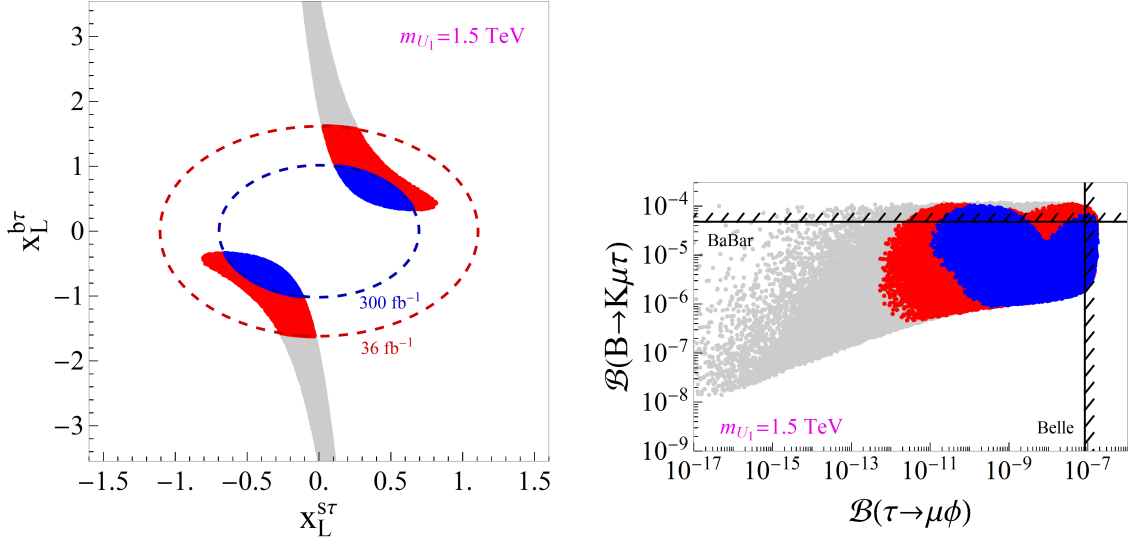 m_{U_1}=1.5 TeV
3
2
1
0
−1
−2
−3
x_L^{bτ}
300 fb⁻¹
36 fb⁻¹
−1.5 −1. −0.5 0. 0.5 1. 1.5
x_L^{sτ}
10⁻⁴
10⁻⁵
10⁻⁶
10⁻⁷
10⁻⁸
10⁻⁹
ℬ(B→Kμτ)
BaBar
Belle
m_{U_1}=1.5 TeV
10⁻¹⁷ 10⁻¹⁵ 10⁻¹³ 10⁻¹¹ 10⁻⁹ 10⁻⁷
ℬ(τ→μϕ)